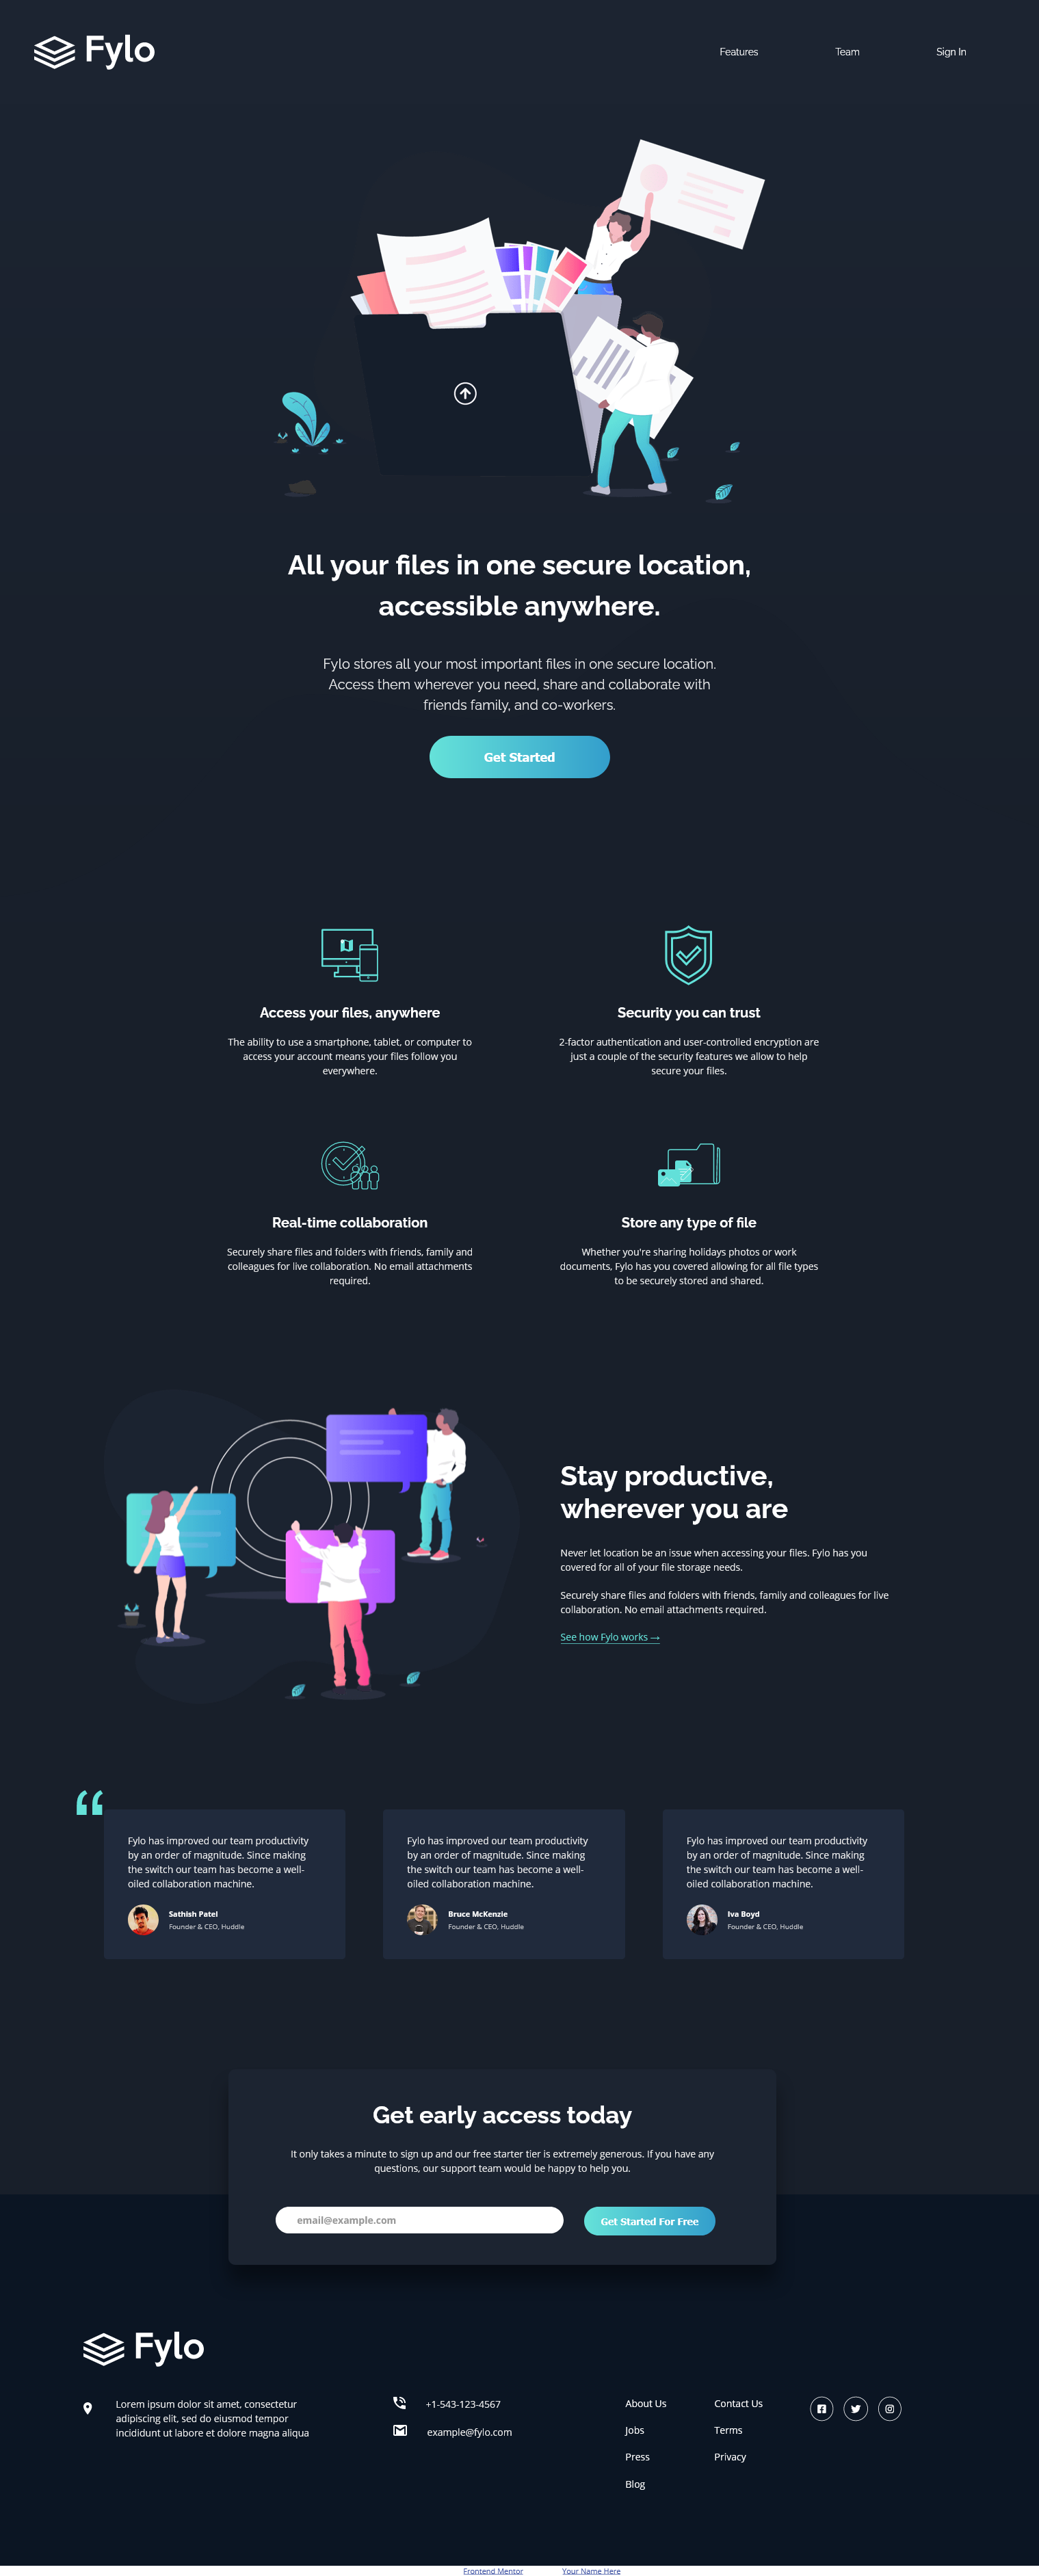 Fylo
Features Team Sign In
All your files in one secure location,
accessible anywhere.
Fylo stores all your most important files in one secure location.
Access them wherever you need, share and collaborate with
friends family, and co-workers.
Get Started
Access your files, anywhere
The ability to use a smartphone, tablet, or computer to
access your account means your files follow you
everywhere.
Security you can trust
2-factor authentication and user-controlled encryption are
just a couple of the security features we allow to help
secure your files.
Real-time collaboration
Securely share files and folders with friends, family and
colleagues for live collaboration. No email attachments
required.
Store any type of file
Whether you're sharing holidays photos or work
documents, Fylo has you covered allowing for all file types
to be securely stored and shared.
Stay productive,
wherever you are
Never let location be an issue when accessing your files. Fylo has you
covered for all of your file storage needs.
Securely share files and folders with friends, family and colleagues for live
collaboration. No email attachments required.
See how Fylo works →
“
Fylo has improved our team productivity
by an order of magnitude. Since making
the switch our team has become a well-
oiled collaboration machine.
Sathish Patel
Founder & CEO, Huddle
Fylo has improved our team productivity
by an order of magnitude. Since making
the switch our team has become a well-
oiled collaboration machine.
Bruce McKenzie
Founder & CEO, Huddle
Fylo has improved our team productivity
by an order of magnitude. Since making
the switch our team has become a well-
oiled collaboration machine.
Iva Boyd
Founder & CEO, Huddle
Get early access today
It only takes a minute to sign up and our free starter tier is extremely generous. If you have any
questions, our support team would be happy to help you.
email@example.com
Get Started For Free
Fylo
Lorem ipsum dolor sit amet, consectetur
adipiscing elit, sed do eiusmod tempor
incididunt ut labore et dolore magna aliqua
+1-543-123-4567
example@fylo.com
About Us
Jobs
Press
Blog
Contact Us
Terms
Privacy
Frontend Mentor Your Name Here